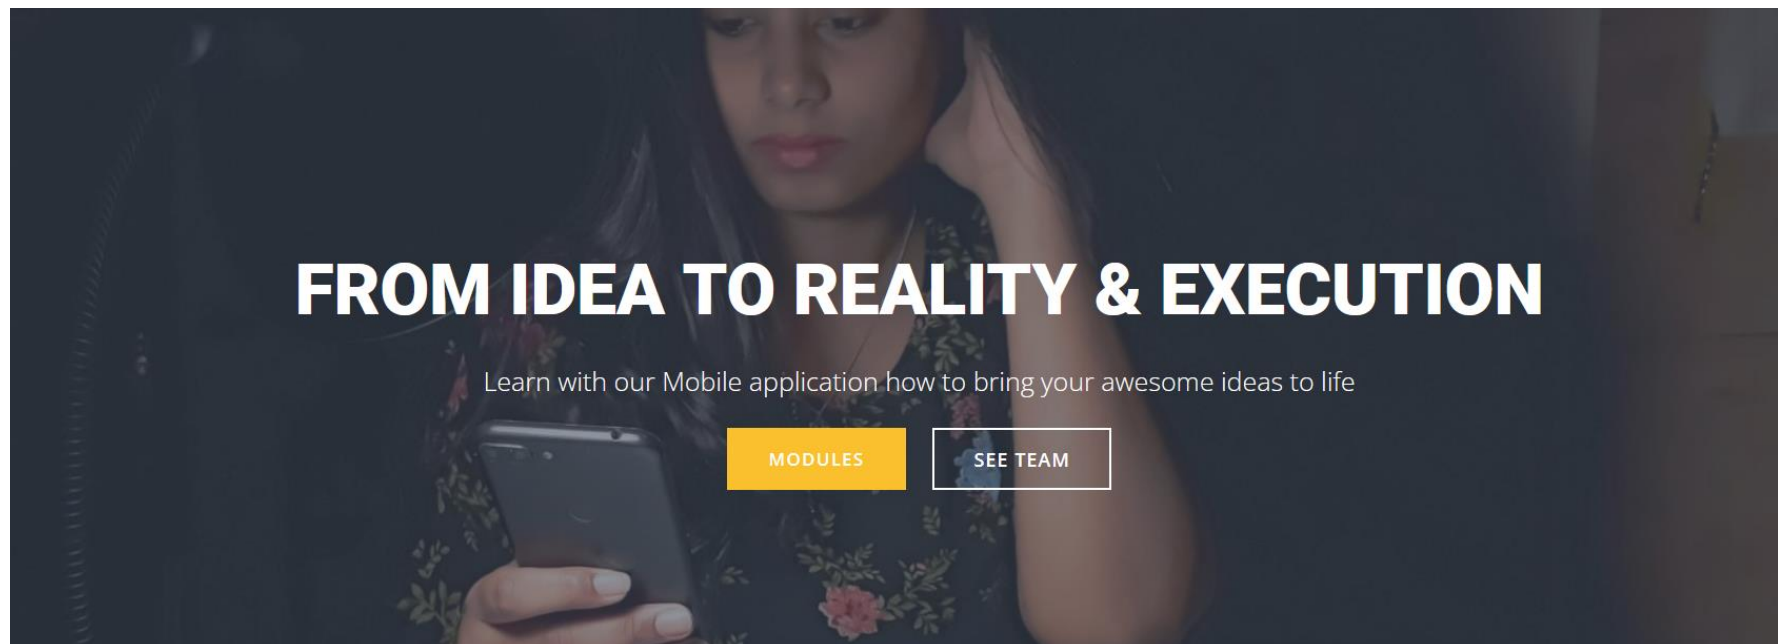 FROM IDEA TO REALITY & EXECUTION
Learn with our Mobile application how to bring your awesome ideas to life
MODULES
SEE TEAM